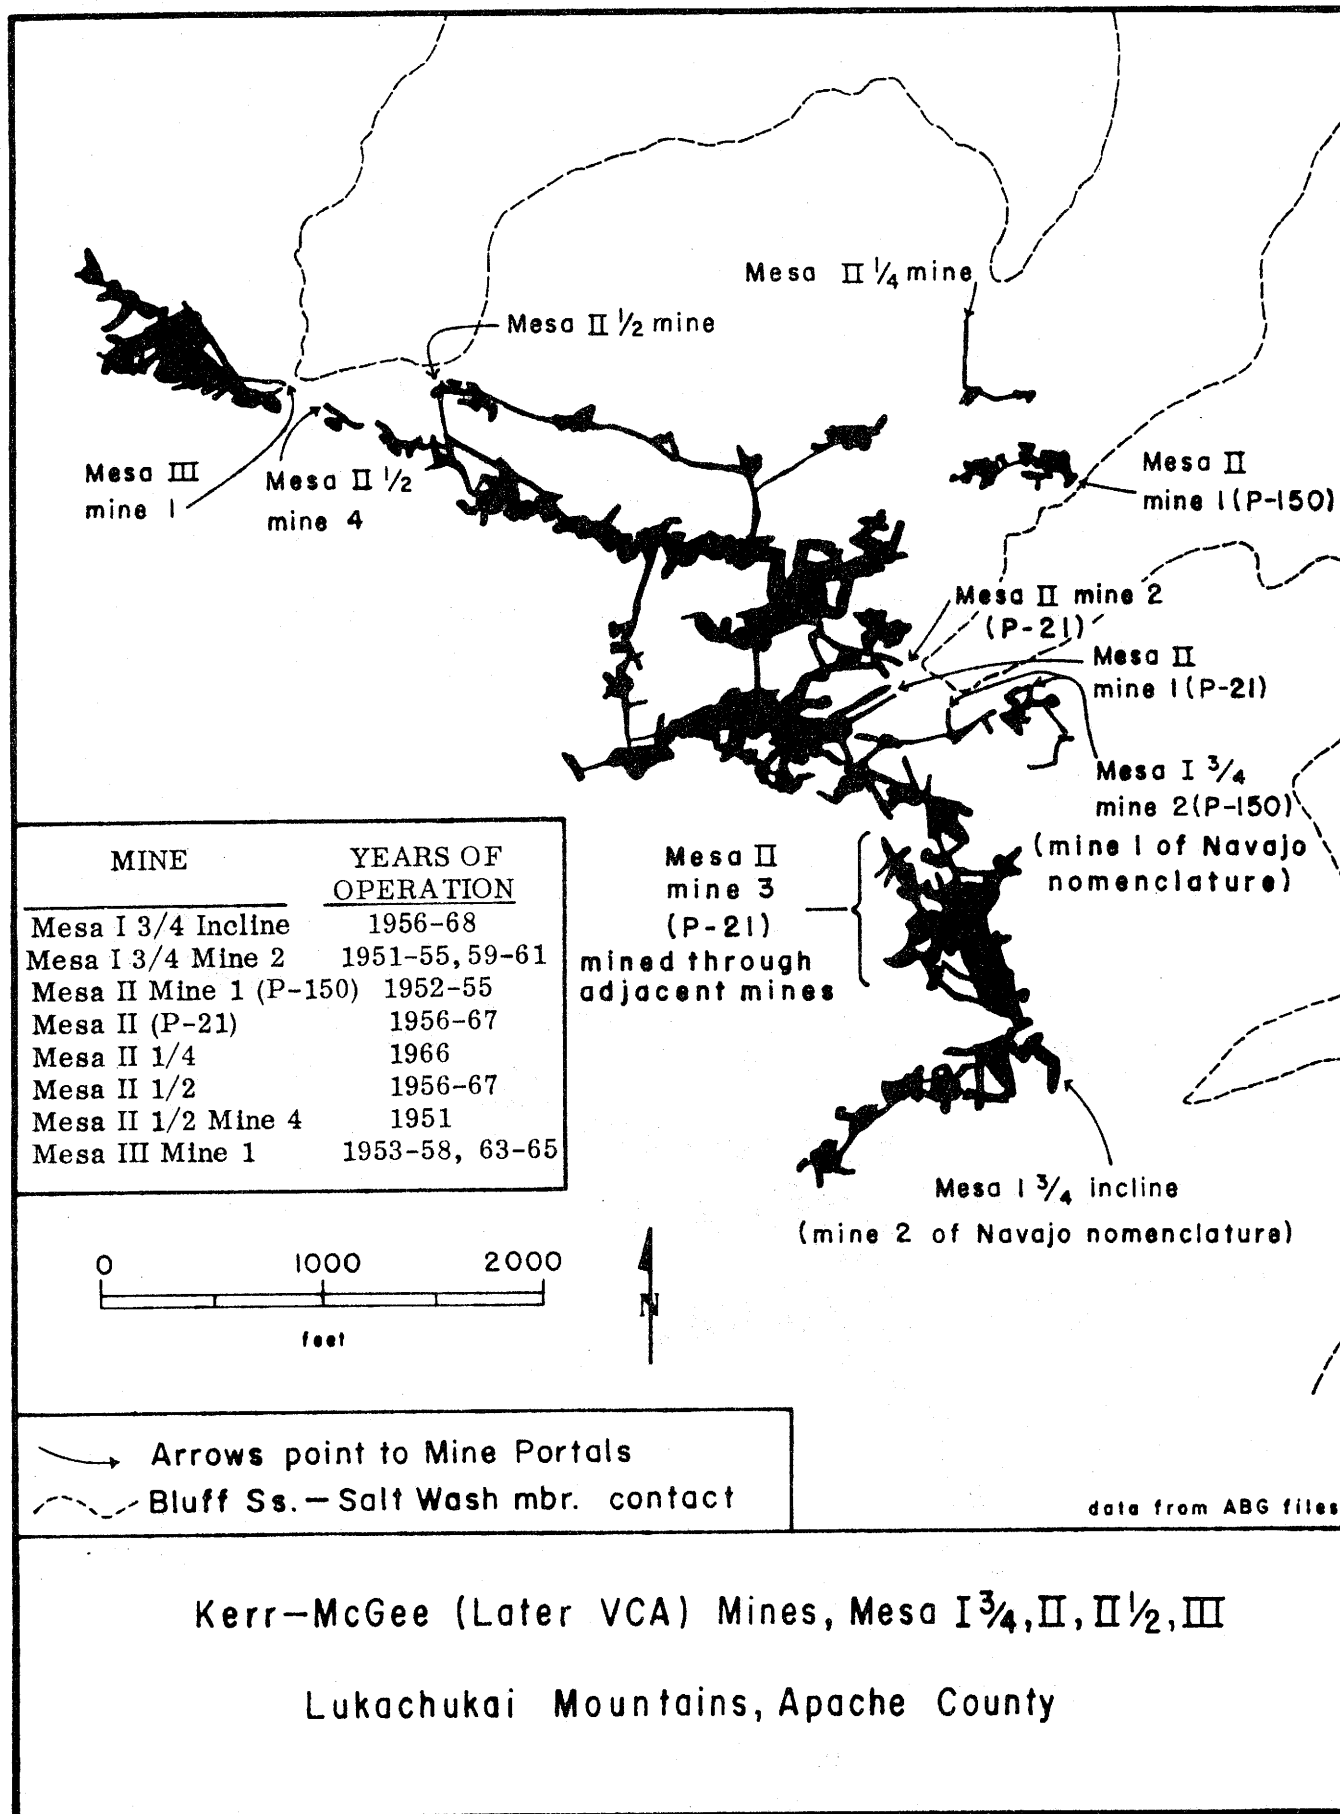 Mesa II 1/4 mine
Mesa II 1/2 mine
Mesa III
mine 1
Mesa II 1/2
mine 4
Mesa II
mine 1 (P-150)
Mesa II mine 2
(P-21)
Mesa II
mine 1 (P-21)
Mesa I 3/4
mine 2 (P-150)
(mine 1 of Navajo
nomenclature)
Mesa II
mine 3
(P-21)
mined through
adjacent mines
MINE YEARS OF
OPERATION
Mesa I 3/4 Incline 1956-68
Mesa I 3/4 Mine 2 1951-55, 59-61
Mesa II Mine 1 (P-150) 1952-55
Mesa II (P-21) 1956-67
Mesa II 1/4 1966
Mesa II 1/2 1956-67
Mesa II 1/2 Mine 4 1951
Mesa III Mine 1 1953-58, 63-65
Mesa I 3/4 incline
(mine 2 of Navajo nomenclature)
0 1000 2000
feet
N
Arrows point to Mine Portals
Bluff Ss. — Salt Wash mbr. contact
data from ABG files
Kerr-McGee (Later VCA) Mines, Mesa I 3/4, II, II 1/2, III
Lukachukai Mountains, Apache County